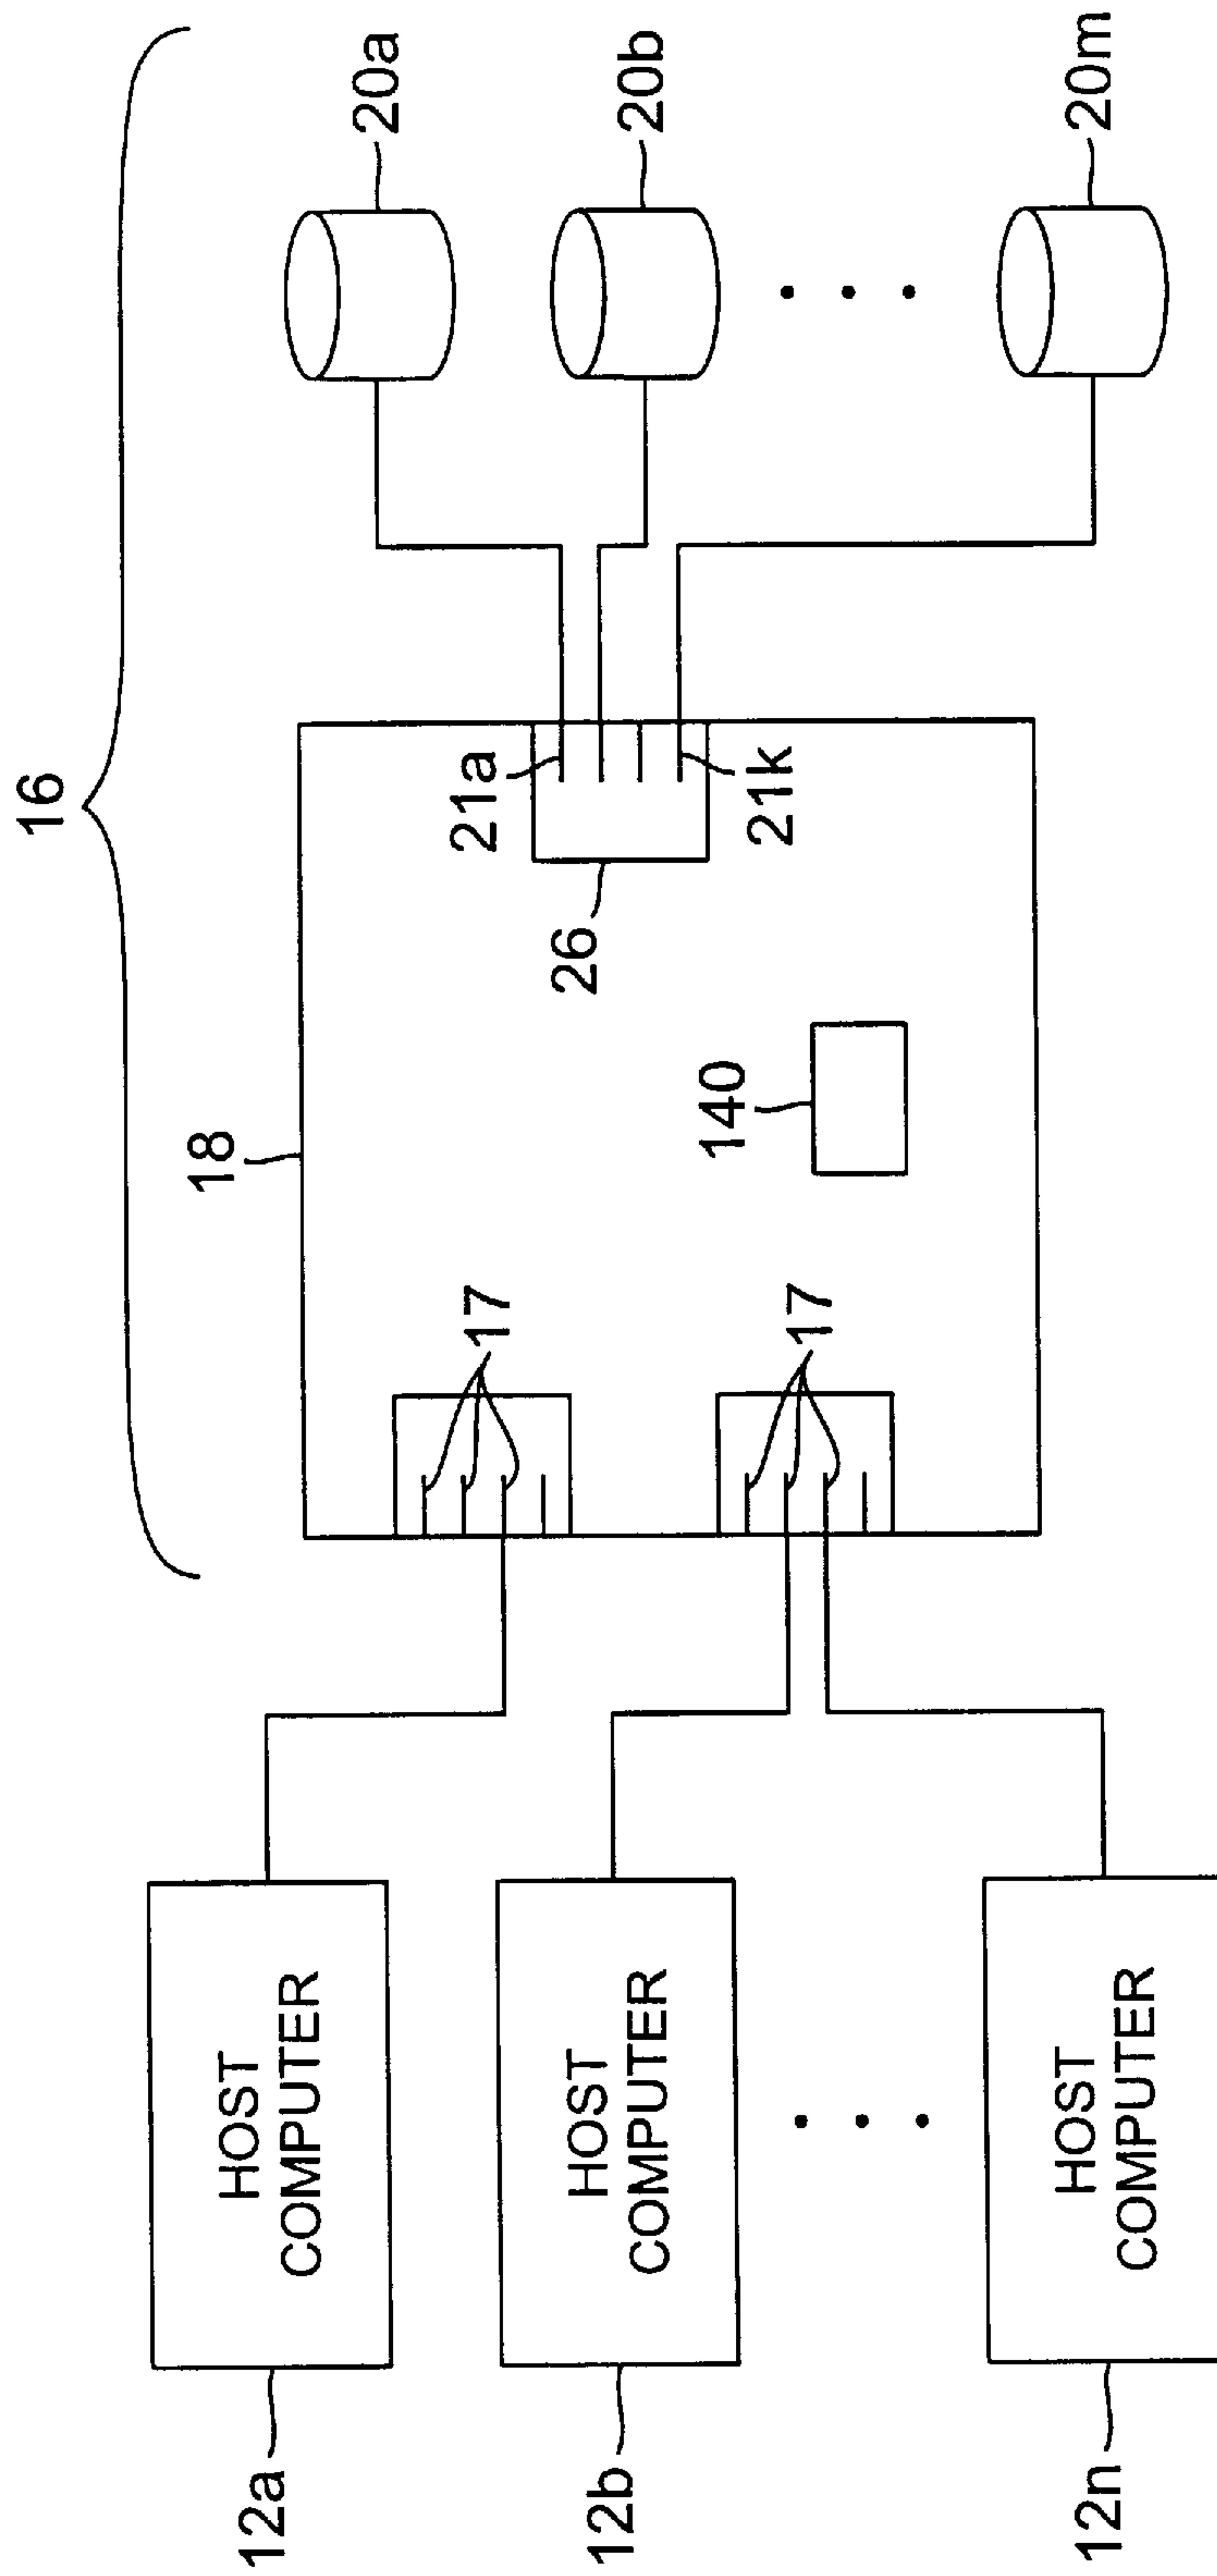 16
18
12a
HOST
COMPUTER
17
21a
20a
26
12b
HOST
COMPUTER
17
140
21k
20b
12n
HOST
COMPUTER
20m